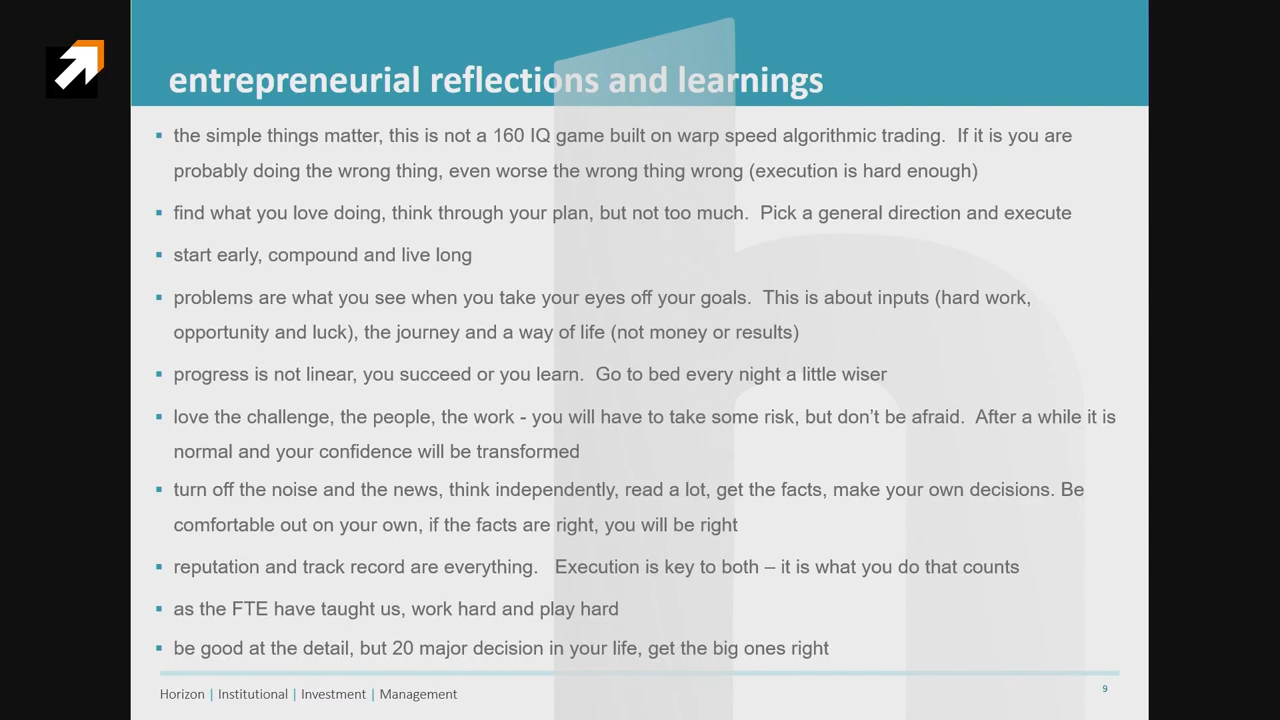 entrepreneurial reflections and learnings
▪ the simple things matter, this is not a 160 IQ game built on warp speed algorithmic trading.  If it is you are
probably doing the wrong thing, even worse the wrong thing wrong (execution is hard enough)
▪ find what you love doing, think through your plan, but not too much.  Pick a general direction and execute
▪ start early, compound and live long
▪ problems are what you see when you take your eyes off your goals.  This is about inputs (hard work,
opportunity and luck), the journey and a way of life (not money or results)
▪ progress is not linear, you succeed or you learn.  Go to bed every night a little wiser
▪ love the challenge, the people, the work - you will have to take some risk, but don’t be afraid.  After a while it is
normal and your confidence will be transformed
▪ turn off the noise and the news, think independently, read a lot, get the facts, make your own decisions. Be
comfortable out on your own, if the facts are right, you will be right
▪ reputation and track record are everything.   Execution is key to both – it is what you do that counts
▪ as the FTE have taught us, work hard and play hard
▪ be good at the detail, but 20 major decision in your life, get the big ones right
Horizon | Institutional | Investment | Management
9